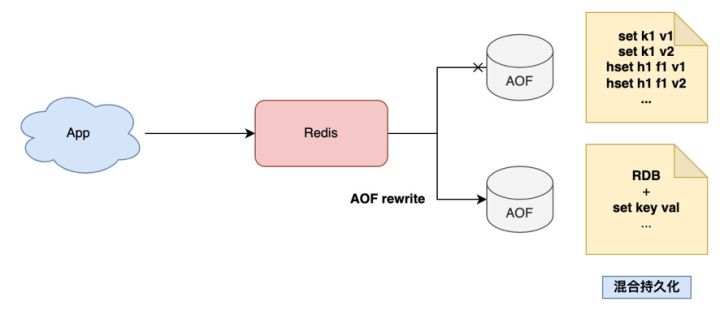 set k1 v1
set k1 v2
hset h1 f1 v1
hset h1 f1 v2
...
AOF
App
Redis
AOF rewrite
AOF
RDB
+
set key val
...
混合持久化